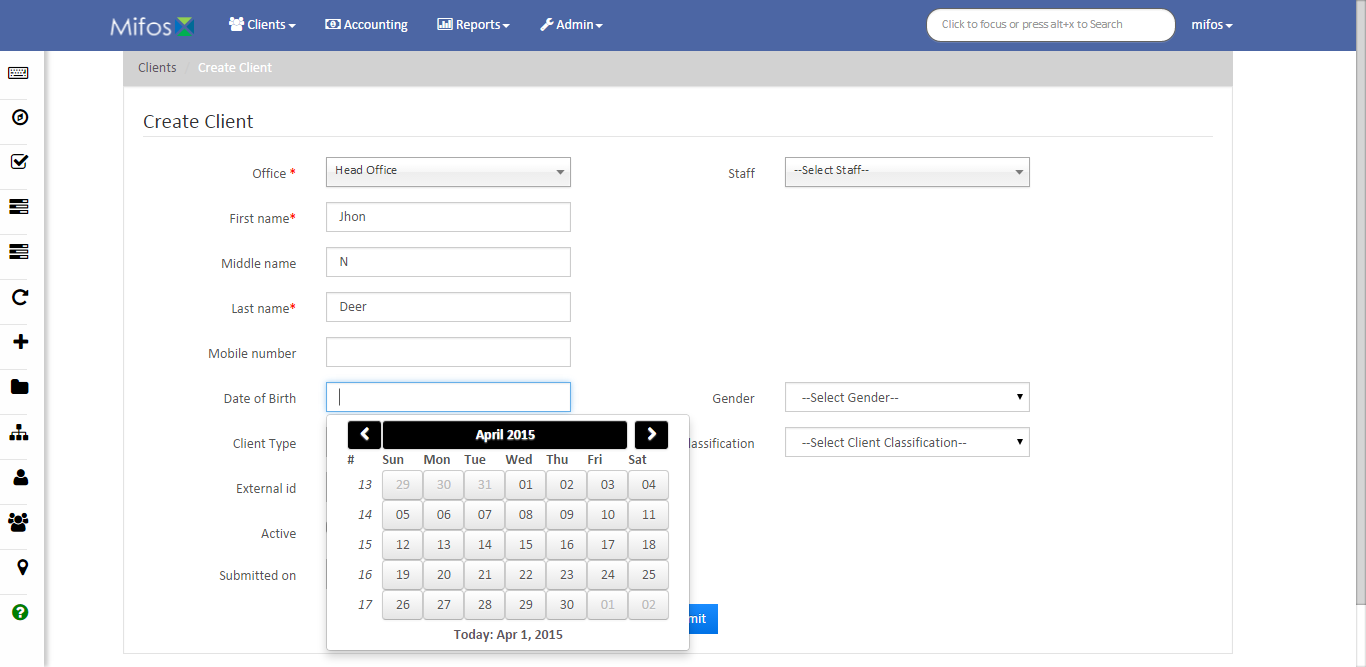 Mifos Clients Accounting Reports Admin Click to focus or press alt+x to Search mifos
Clients / Create Client
Create Client
Office * Head Office Staff --Select Staff--
First name* Jhon
Middle name N
Last name* Deer
Mobile number
Date of Birth Gender --Select Gender--
Client Type lassification --Select Client Classification--
External id
Active
Submitted on
April 2015
# Sun Mon Tue Wed Thu Fri Sat
13 29 30 31 01 02 03 04
14 05 06 07 08 09 10 11
15 12 13 14 15 16 17 18
16 19 20 21 22 23 24 25
17 26 27 28 29 30 01 02
mit
Today: Apr 1, 2015